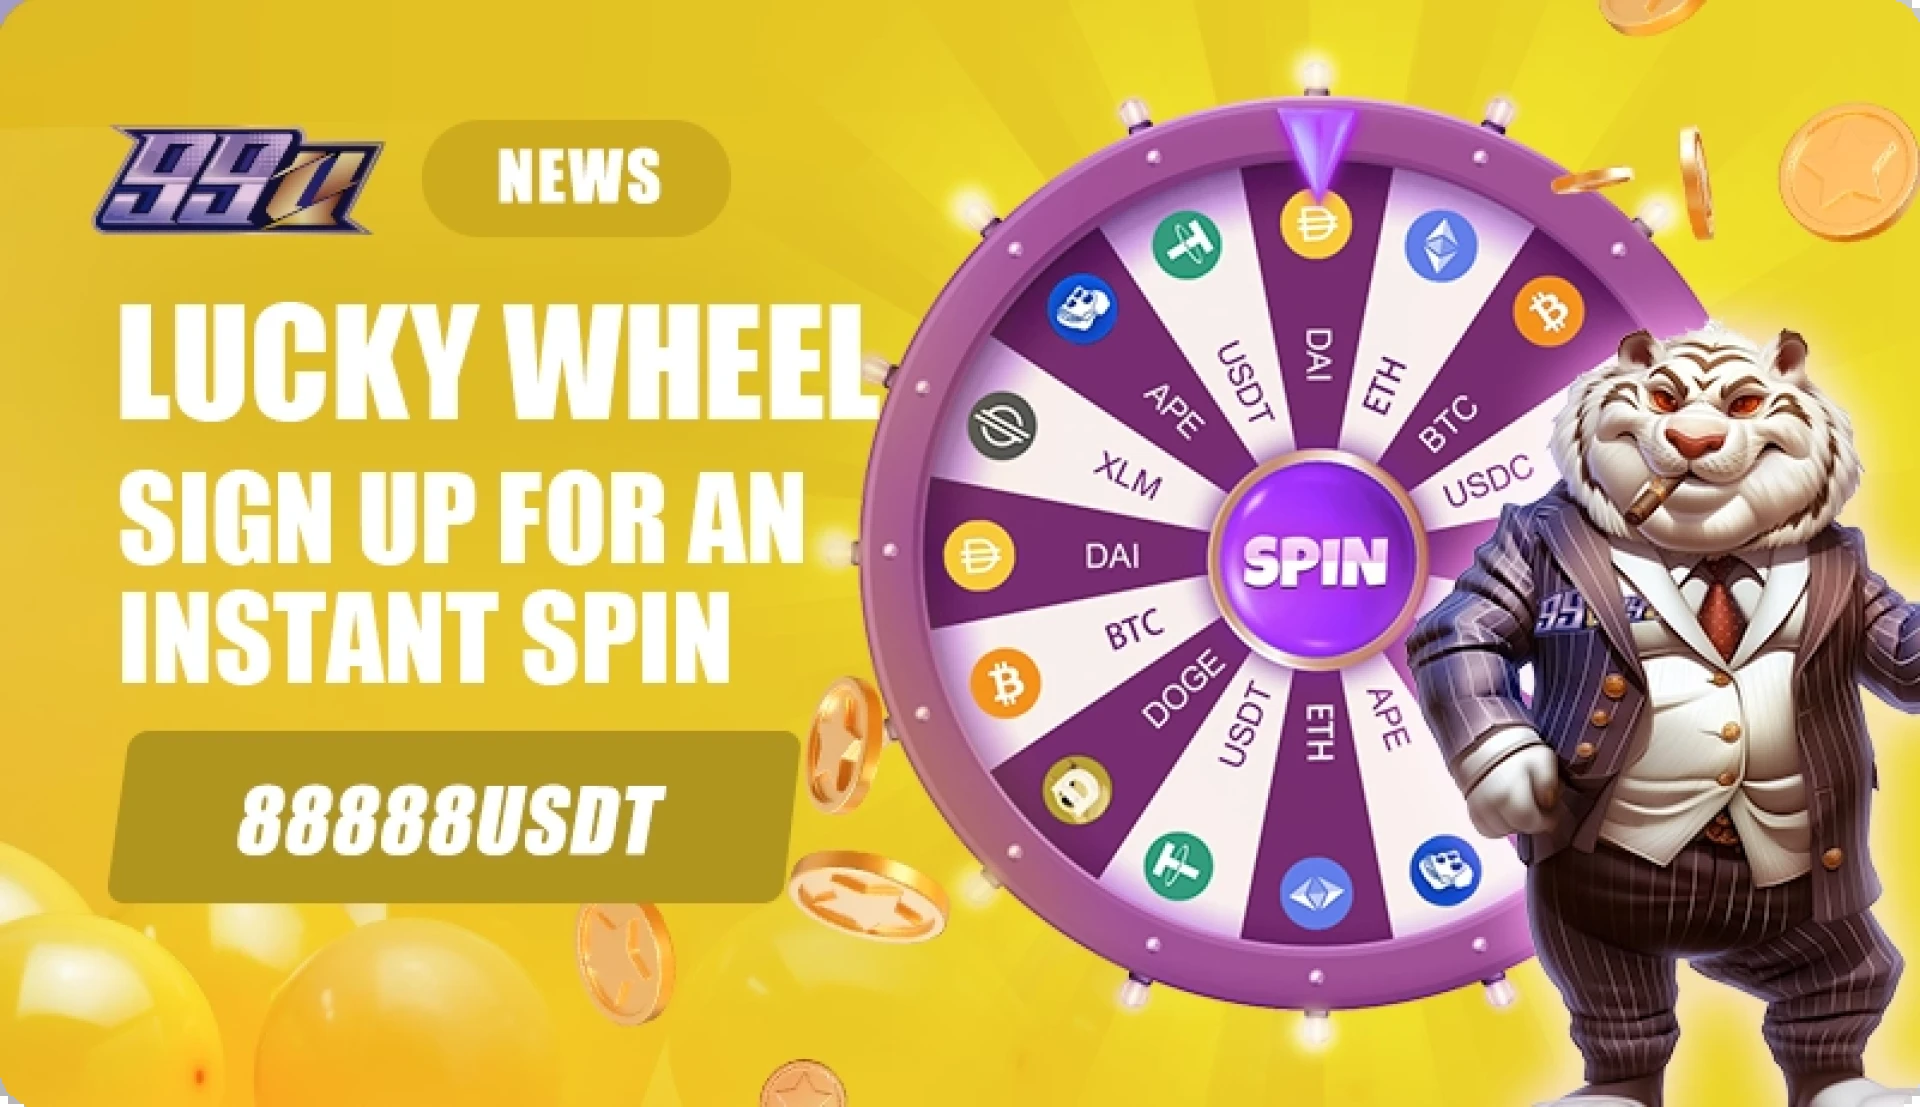 99u
NEWS
LUCKY WHEEL
SIGN UP FOR AN
INSTANT SPIN
88888USDT
DAI
ETH
BTC
USDC
APE
ETH
USDT
DOGE
BTC
DAI
XLM
APE
USDT
SPIN